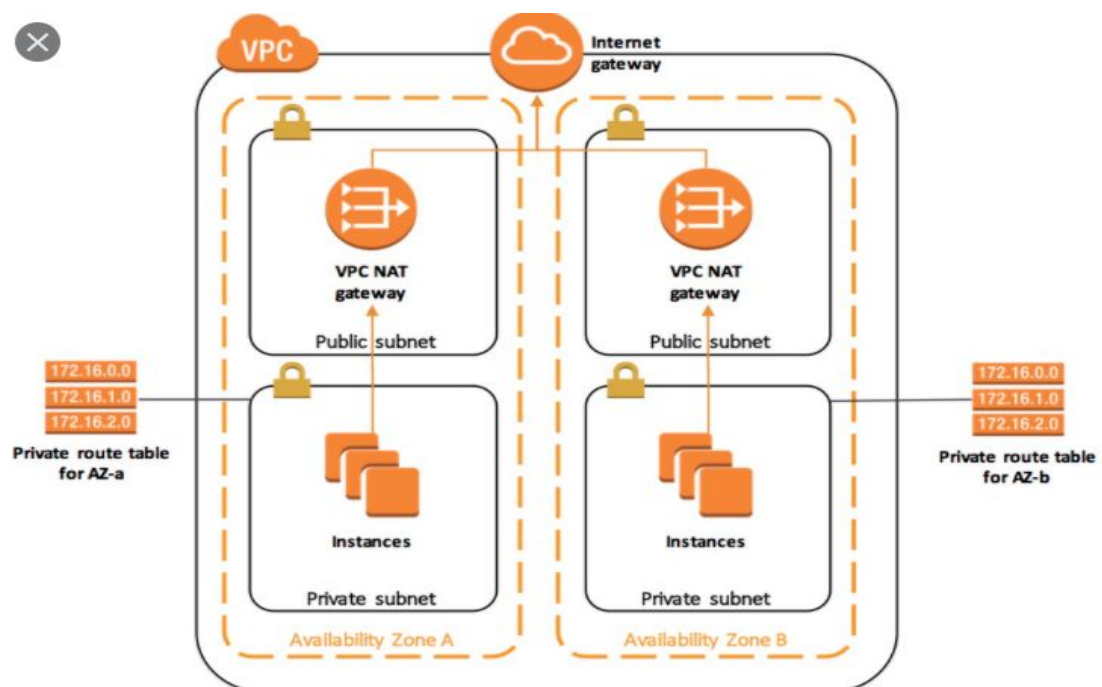 VPC
Internet
gateway
VPC NAT
gateway
Public subnet
VPC NAT
gateway
Public subnet
172.16.0.0
172.16.1.0
172.16.2.0
Private route table
for AZ-a
172.16.0.0
172.16.1.0
172.16.2.0
Private route table
for AZ-b
Instances
Private subnet
Instances
Private subnet
Availability Zone A
Availability Zone B